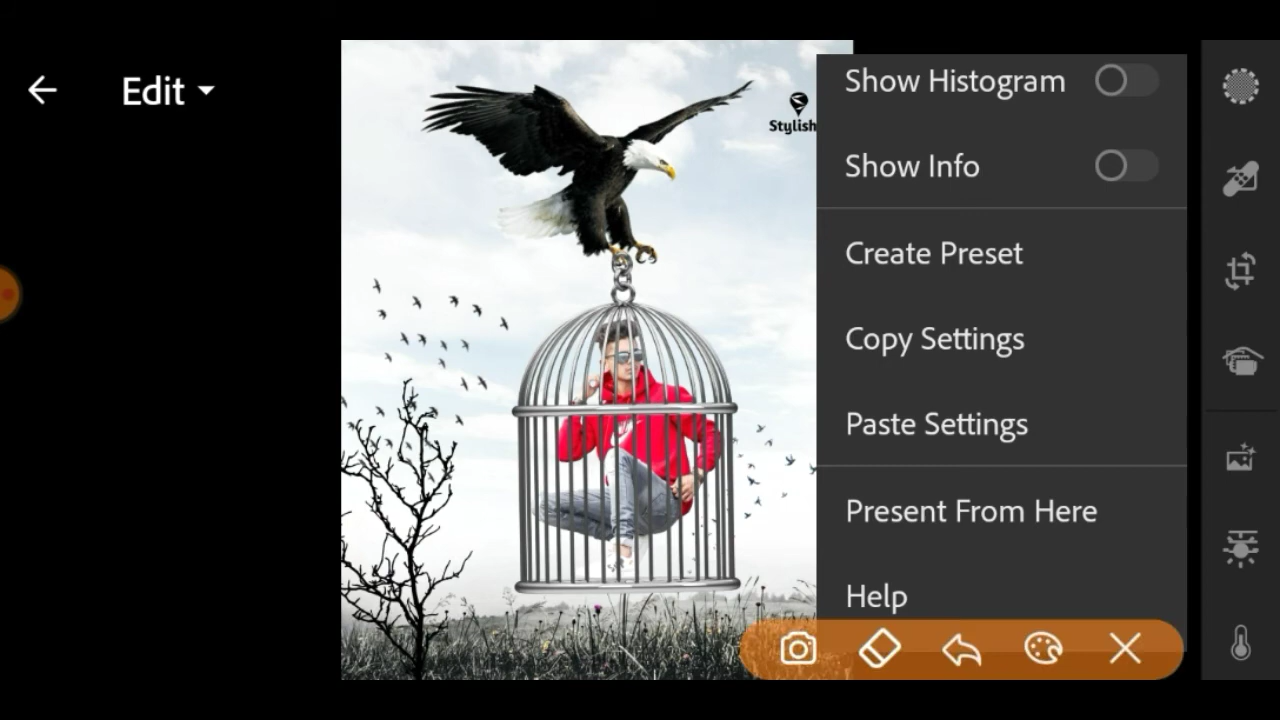 Edit
Stylish
Show Histogram
Show Info
Create Preset
Copy Settings
Paste Settings
Present From Here
Help